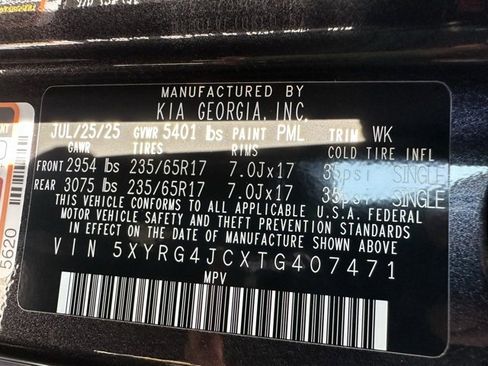 MANUFACTURED BY
KIA GEORGIA, INC.
JUL/25/25 GVWR 5401 lbs PAINT PML TRIM WK
GAWR TIRES RIMS COLD TIRE INFL
FRONT 2954 lbs 235/65R17 7.0Jx17 35psi SINGLE
REAR 3075 lbs 235/65R17 7.0Jx17 35psi SINGLE
THIS VEHICLE CONFORMS TO ALL APPLICABLE U.S.A. FEDERAL
MOTOR VEHICLE SAFETY AND THEFT PREVENTION STANDARDS
IN EFFECT ON THE DATE OF MANUFACTURE SHOWN ABOVE.
VIN 5XYRG4JCXTG407471
MPV
5620